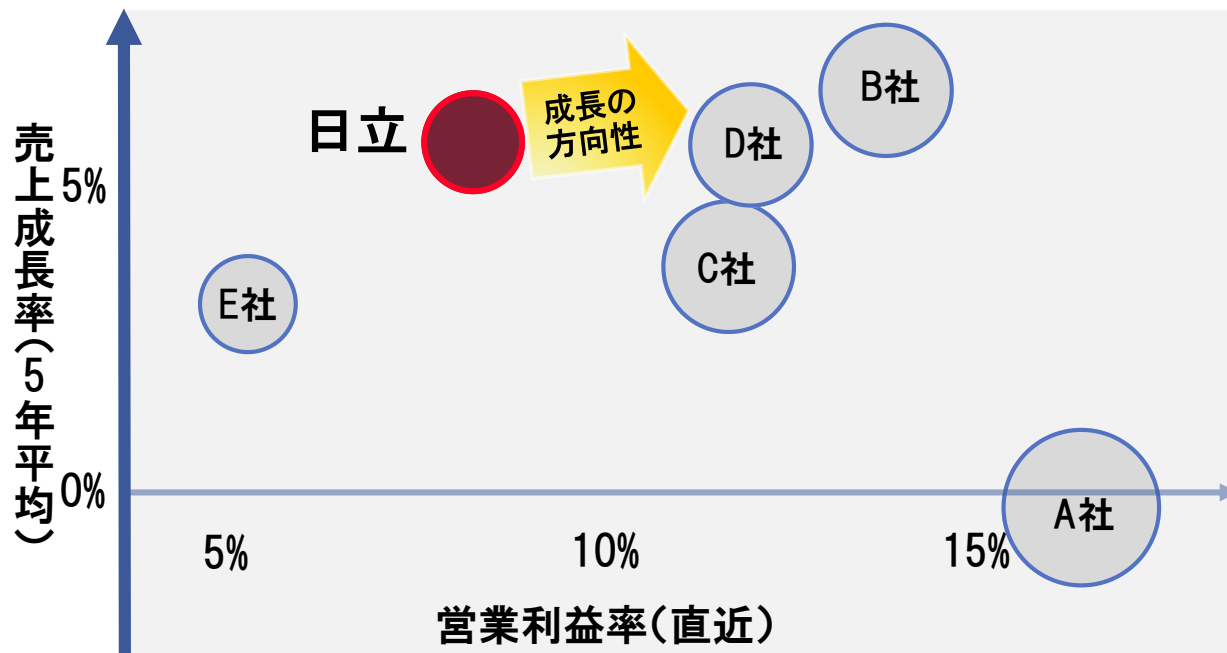 売上成長率(5年平均)
5%
0%
日立
成長の
方向性
B社
D社
C社
E社
A社
5%
10%
15%
営業利益率(直近)